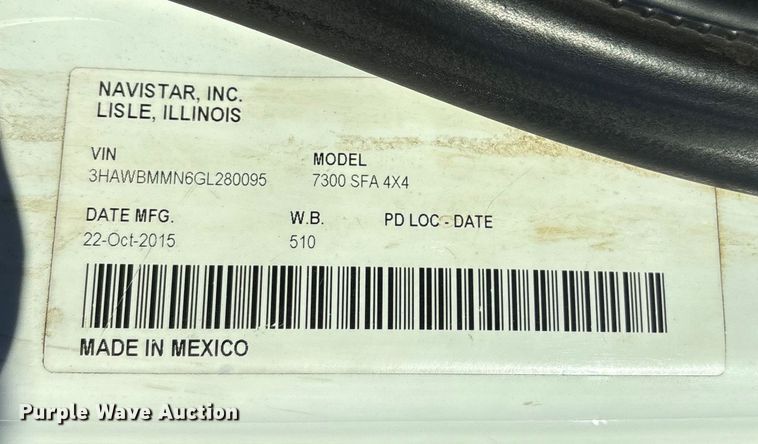 NAVISTAR, INC.
LISLE, ILLINOIS
VIN MODEL
3HAWBMMN6GL280095 7300 SFA 4X4
DATE MFG. W.B. PD LOC - DATE
22-Oct-2015 510
MADE IN MEXICO
Purple Wave Auction